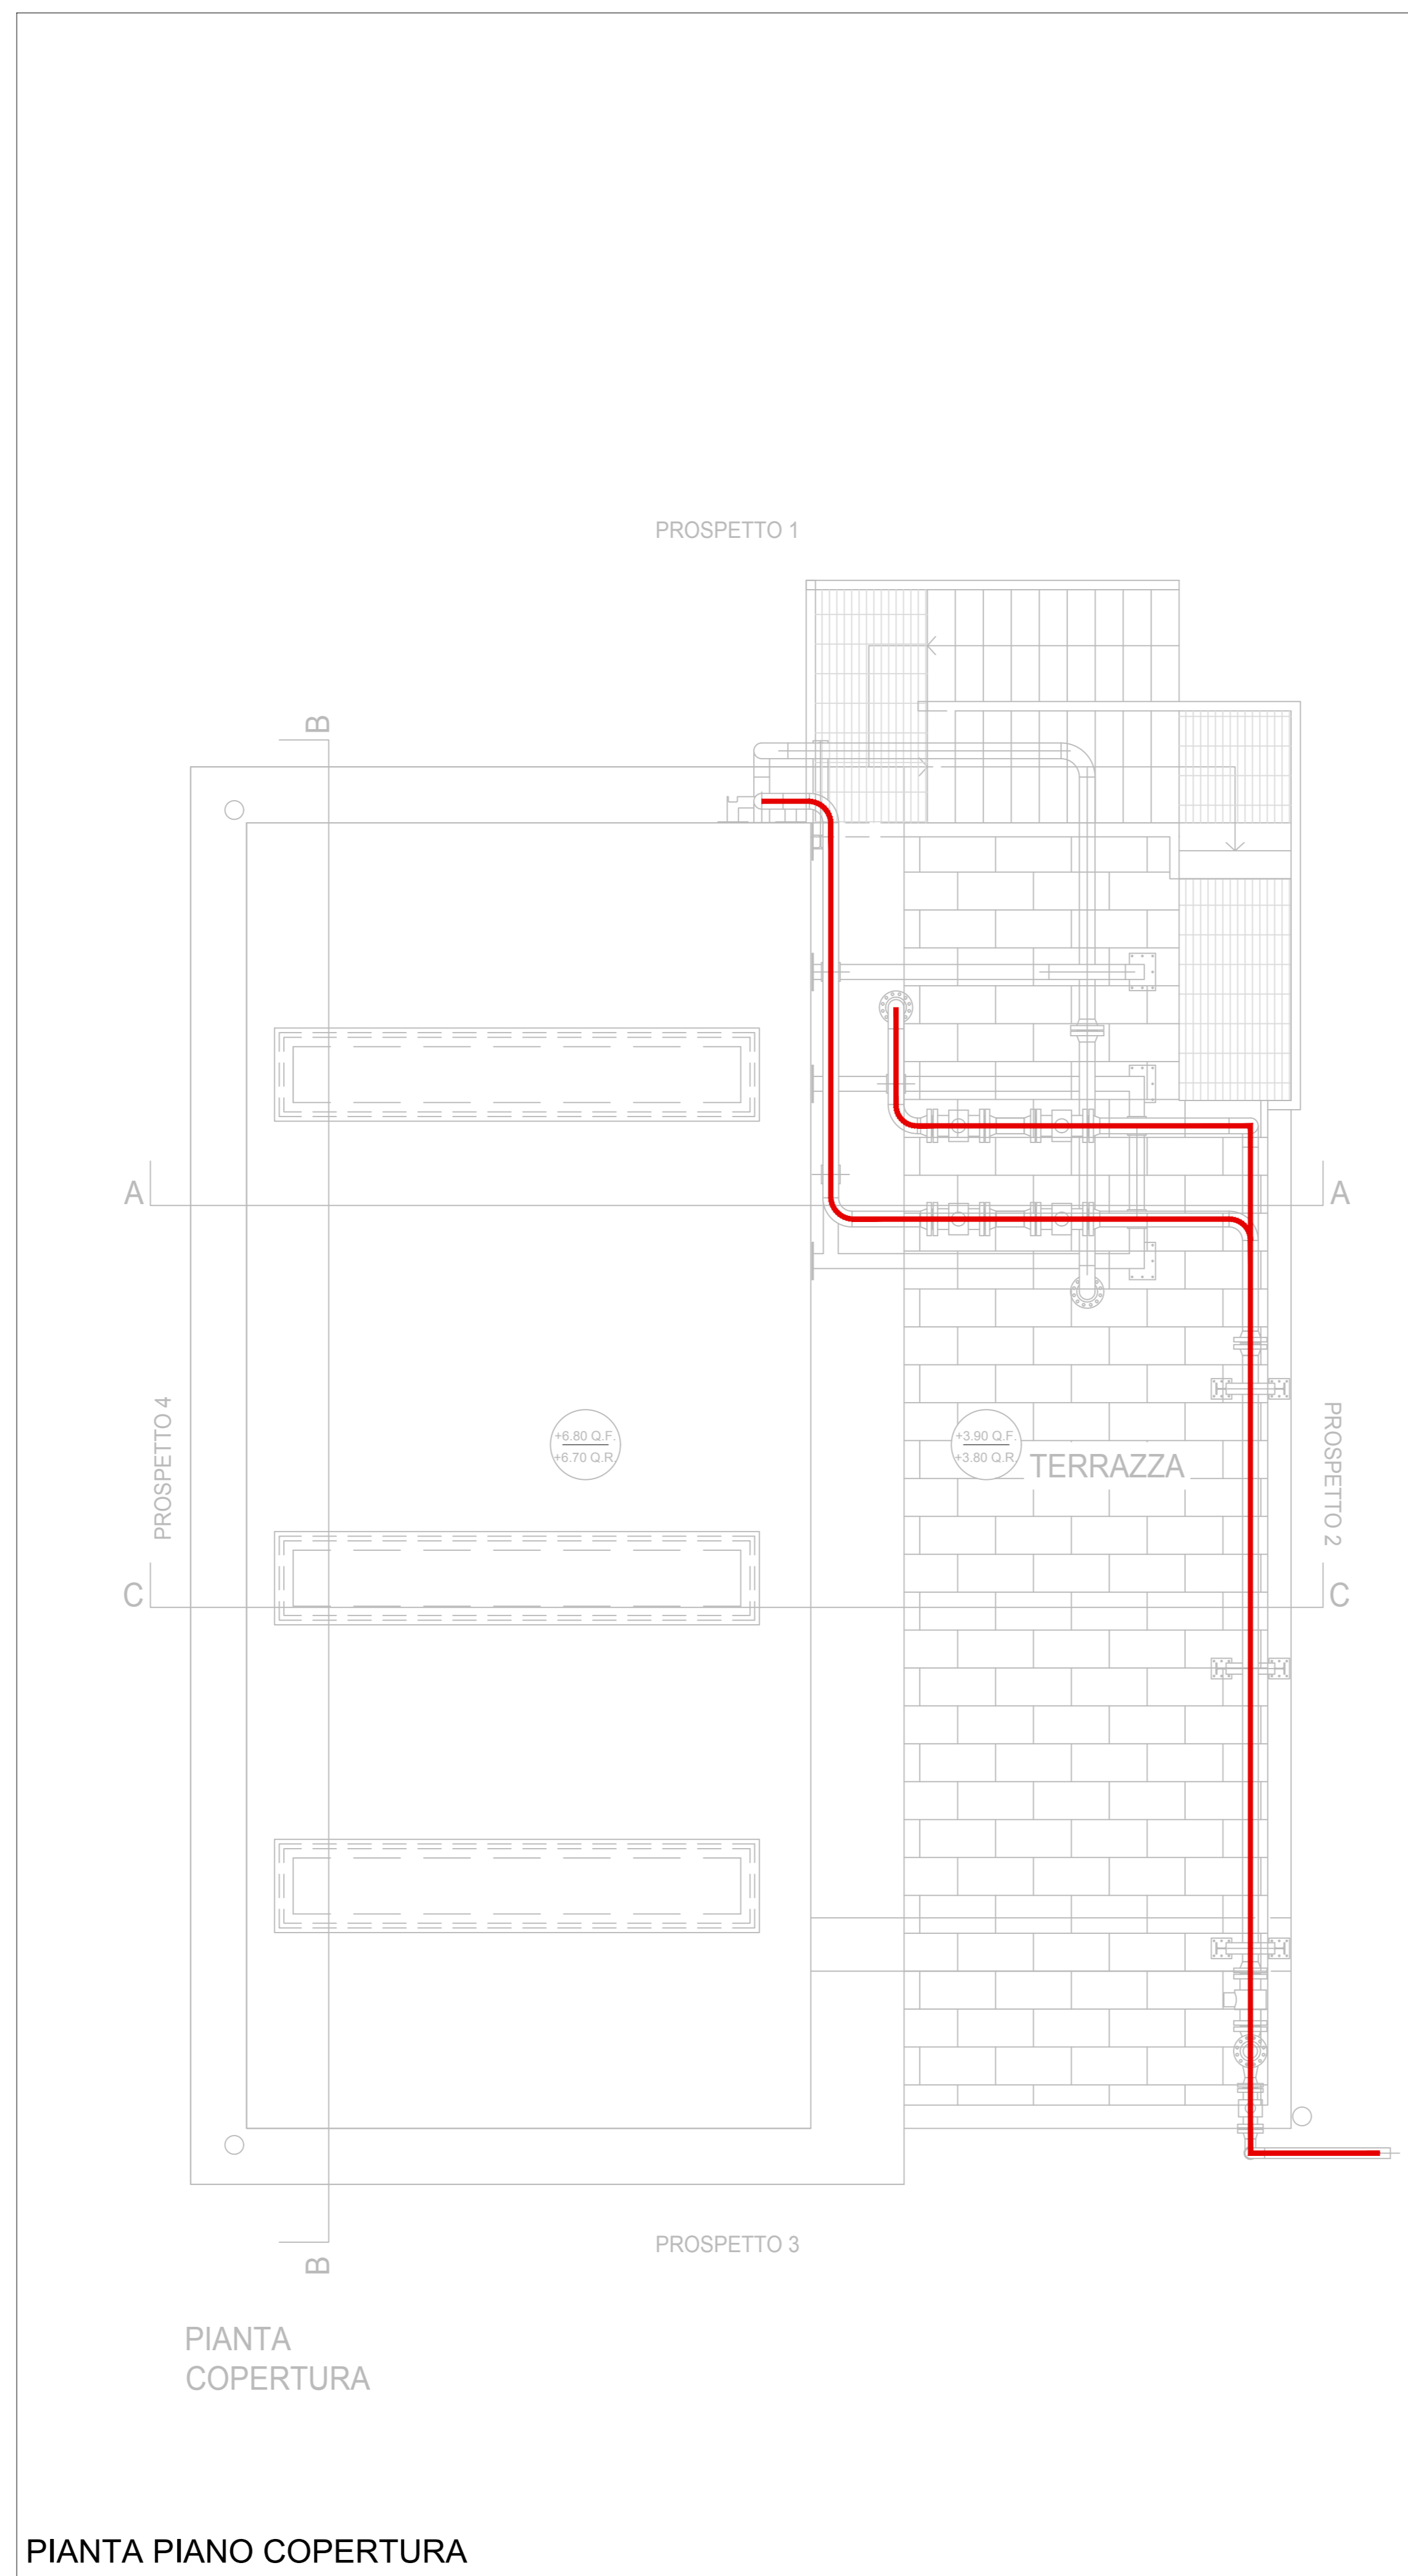 PROSPETTO 1
B
A
A
PROSPETTO 4
+6.80 Q.F.
+6.70 Q.R.
+3.90 Q.F.
+3.80 Q.R.
TERRAZZA
PROSPETTO 2
C
C
PROSPETTO 3
B
PIANTA
COPERTURA
PIANTA PIANO COPERTURA